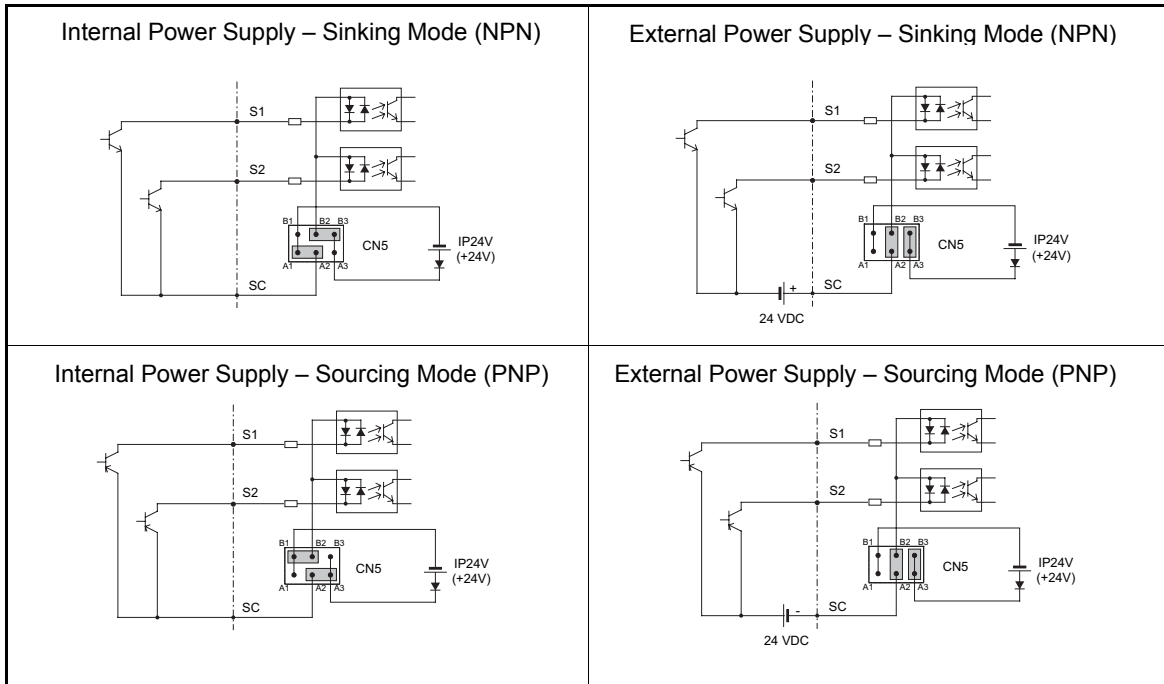 Internal Power Supply – Sinking Mode (NPN)
S1
S2
B1 B2 B3
CN5
IP24V
(+24V)
A1 A2 A3
SC
External Power Supply – Sinking Mode (NPN)
S1
S2
B1 B2 B3
CN5
IP24V
(+24V)
A1 A2 A3
+
SC
24 VDC
Internal Power Supply – Sourcing Mode (PNP)
S1
S2
B1 B2 B3
CN5
IP24V
(+24V)
A1 A2 A3
SC
External Power Supply – Sourcing Mode (PNP)
S1
S2
B1 B2 B3
CN5
IP24V
(+24V)
A1 A2 A3
-
SC
24 VDC